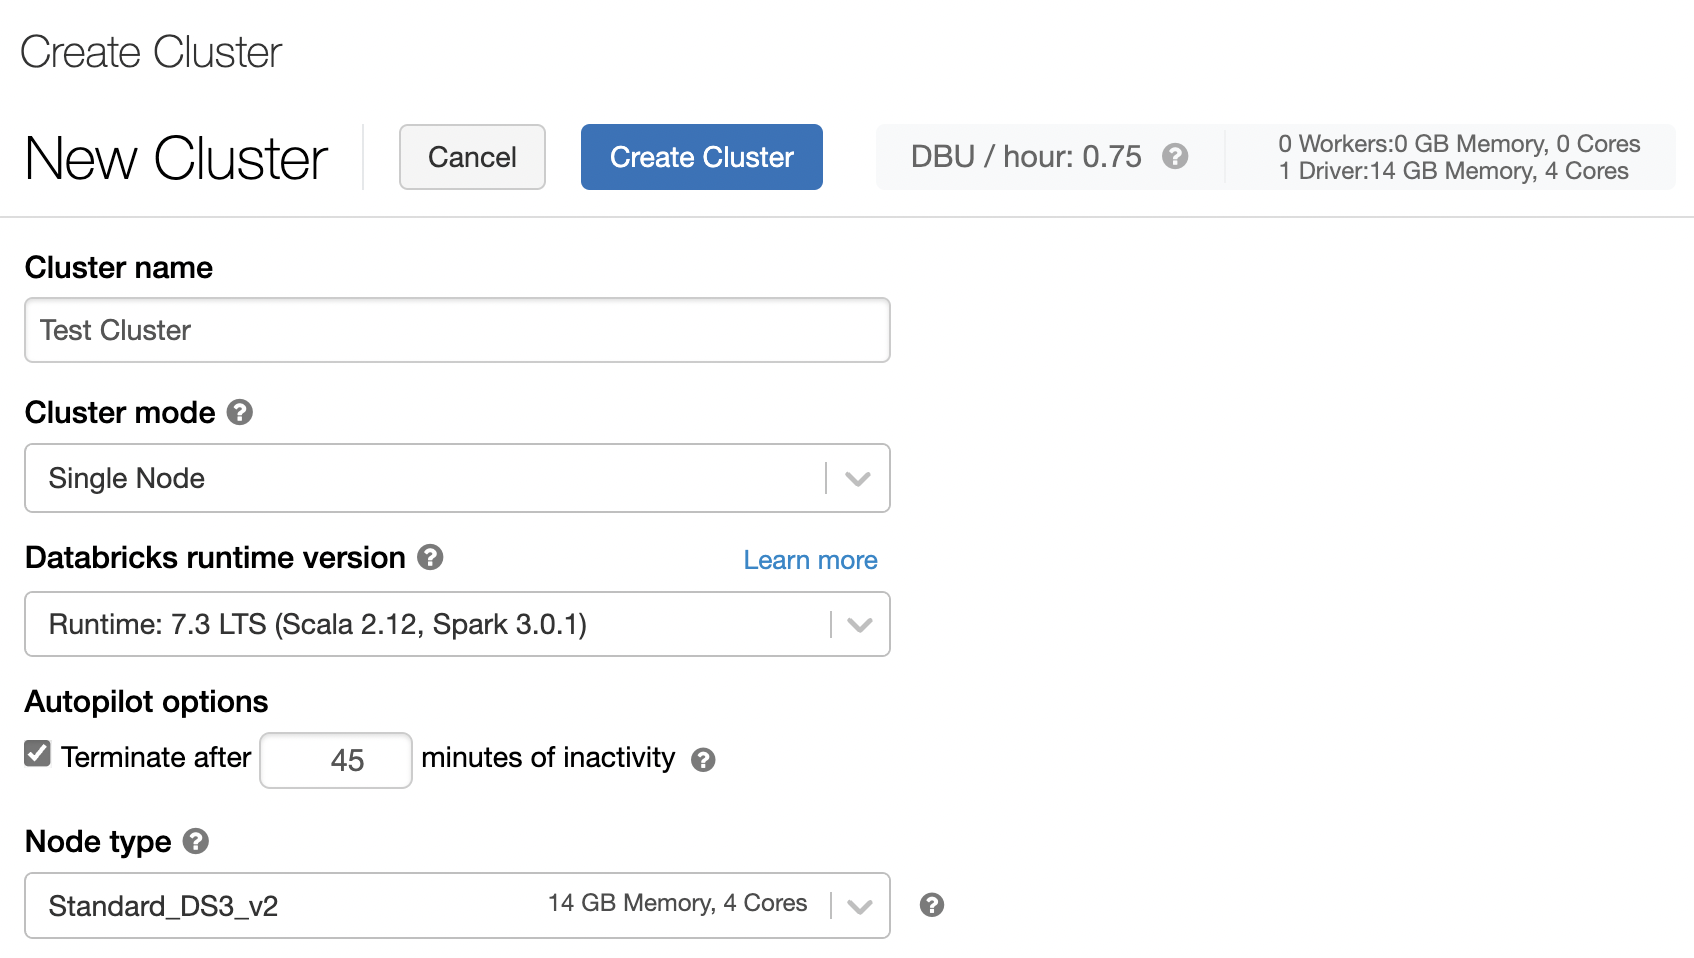 Create Cluster
New Cluster
Cancel
Create Cluster
DBU / hour: 0.75
0 Workers:0 GB Memory, 0 Cores
1 Driver:14 GB Memory, 4 Cores
Cluster name
Test Cluster
Cluster mode ?
Single Node
Databricks runtime version ?
Learn more
Runtime: 7.3 LTS (Scala 2.12, Spark 3.0.1)
Autopilot options
Terminate after 45 minutes of inactivity ?
Node type ?
Standard_DS3_v2 14 GB Memory, 4 Cores ?